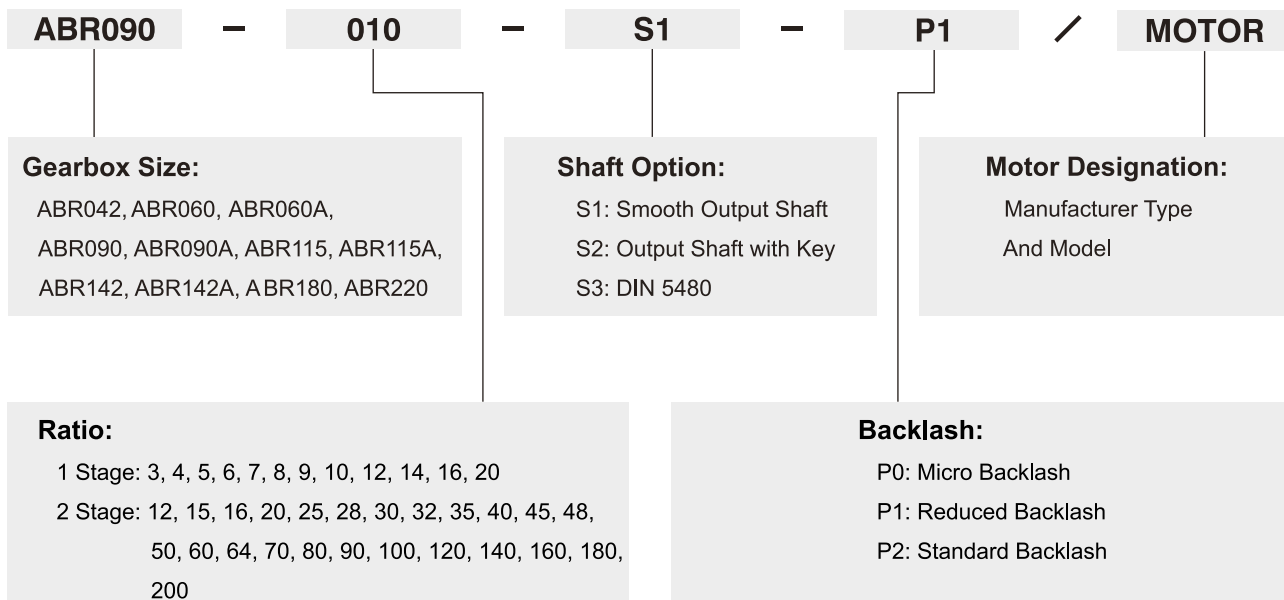 ABR090 - 010 - S1 - P1 / MOTOR
Gearbox Size:
ABR042, ABR060, ABR060A,
ABR090, ABR090A, ABR115, ABR115A,
ABR142, ABR142A, ABR180, ABR220
Shaft Option:
S1: Smooth Output Shaft
S2: Output Shaft with Key
S3: DIN 5480
Motor Designation:
Manufacturer Type
And Model
Ratio:
1 Stage: 3, 4, 5, 6, 7, 8, 9, 10, 12, 14, 16, 20
2 Stage: 12, 15, 16, 20, 25, 28, 30, 32, 35, 40, 45, 48,
50, 60, 64, 70, 80, 90, 100, 120, 140, 160, 180,
200
Backlash:
P0: Micro Backlash
P1: Reduced Backlash
P2: Standard Backlash